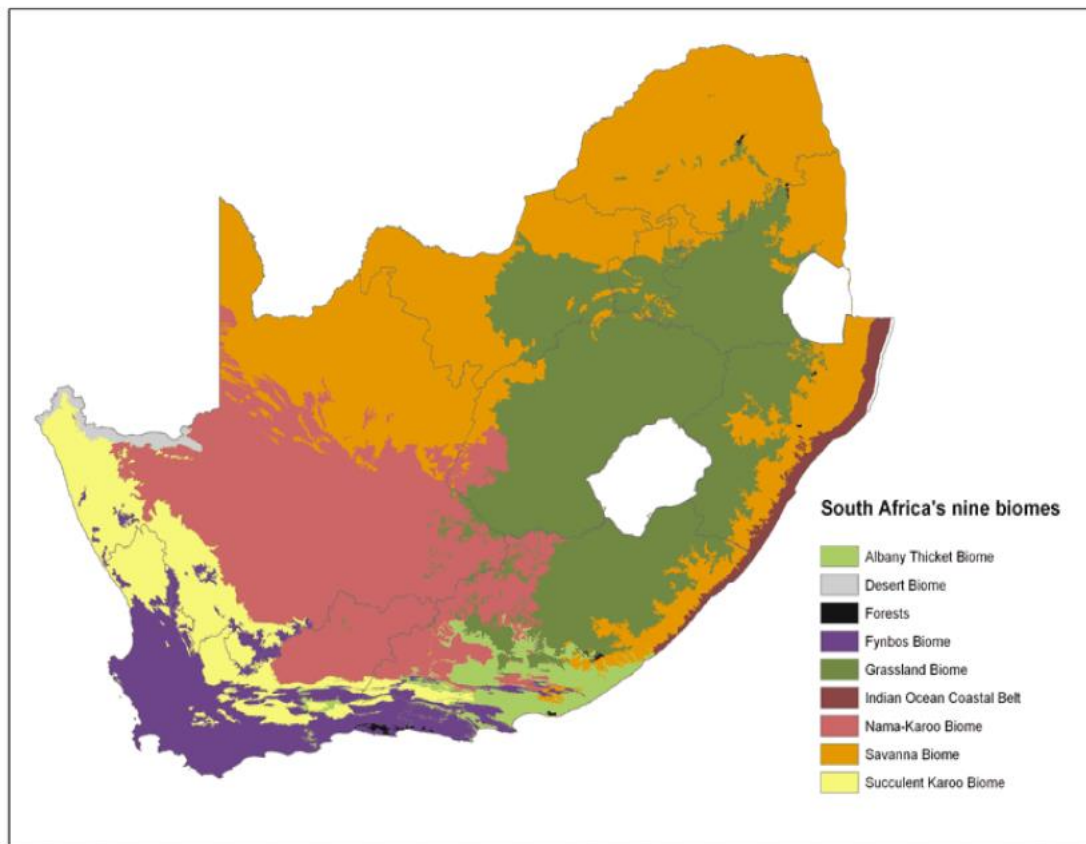 South Africa's nine biomes
Albany Thicket Biome
Desert Biome
Forests
Fynbos Biome
Grassland Biome
Indian Ocean Coastal Belt
Nama-Karoo Biome
Savanna Biome
Succulent Karoo Biome